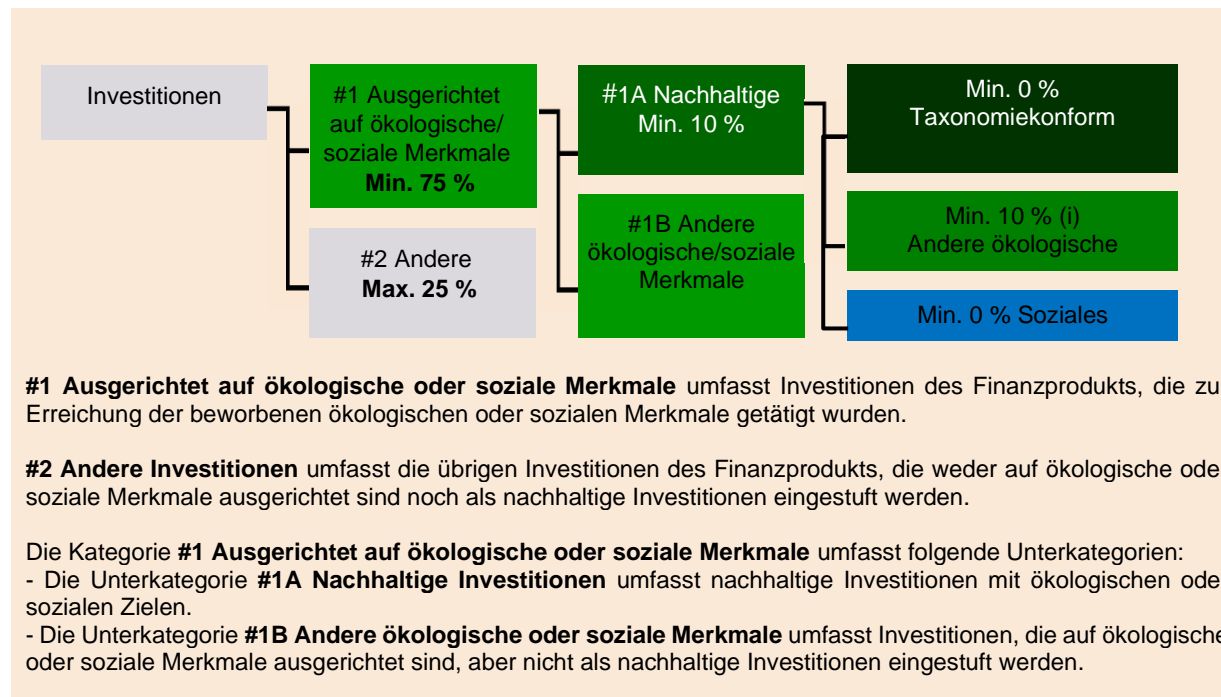 Investitionen
#1 Ausgerichtet
auf ökologische/
soziale Merkmale
Min. 75 %
#2 Andere
Max. 25 %
#1A Nachhaltige
Min. 10 %
#1B Andere
ökologische/soziale
Merkmale
Min. 0 %
Taxonomiekonform
Min. 10 % (i)
Andere ökologische
Min. 0 % Soziales
#1 Ausgerichtet auf ökologische oder soziale Merkmale umfasst Investitionen des Finanzprodukts, die zu
Erreichung der beworbenen ökologischen oder sozialen Merkmale getätigt wurden.
#2 Andere Investitionen umfasst die übrigen Investitionen des Finanzprodukts, die weder auf ökologische ode
soziale Merkmale ausgerichtet sind noch als nachhaltige Investitionen eingestuft werden.
Die Kategorie #1 Ausgerichtet auf ökologische oder soziale Merkmale umfasst folgende Unterkategorien:
- Die Unterkategorie #1A Nachhaltige Investitionen umfasst nachhaltige Investitionen mit ökologischen ode
sozialen Zielen.
- Die Unterkategorie #1B Andere ökologische oder soziale Merkmale umfasst Investitionen, die auf ökologische
oder soziale Merkmale ausgerichtet sind, aber nicht als nachhaltige Investitionen eingestuft werden.